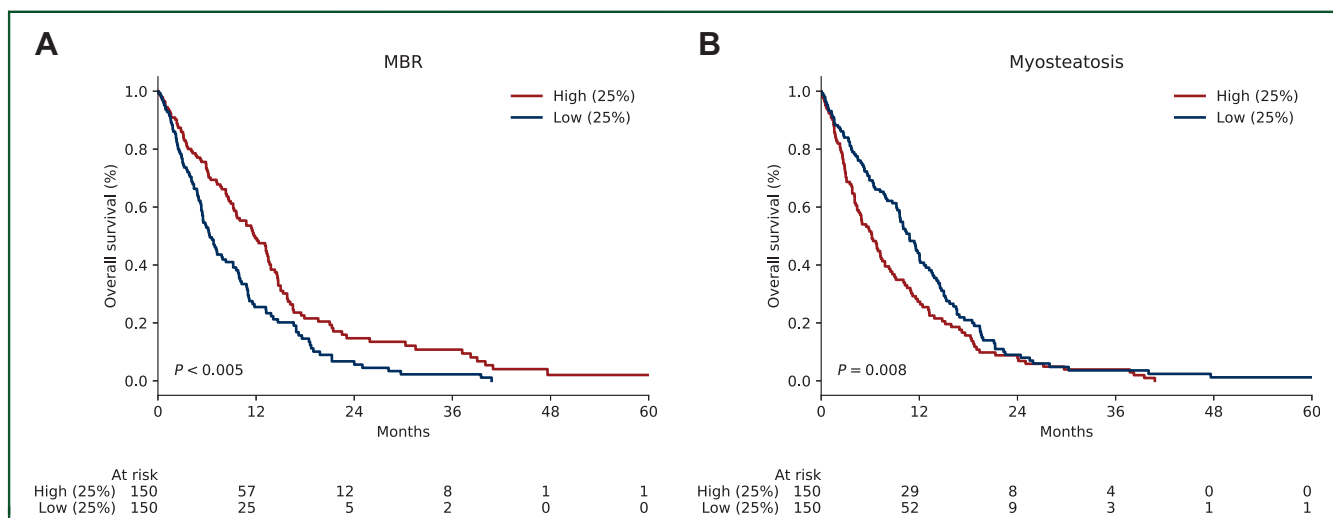 A
B
MBR
Myosteatosis
High (25%)
Low (25%)
High (25%)
Low (25%)
Overall survival (%)
1.0
0.8
0.6
0.4
0.2
0.0
P < 0.005
0 12 24 36 48 60
Months
Overall survival (%)
1.0
0.8
0.6
0.4
0.2
0.0
P = 0.008
0 12 24 36 48 60
Months
At risk
High (25%) 150 57 12 8 1 1
Low (25%) 150 25 5 2 0 0
At risk
High (25%) 150 29 8 4 0 0
Low (25%) 150 52 9 3 1 1